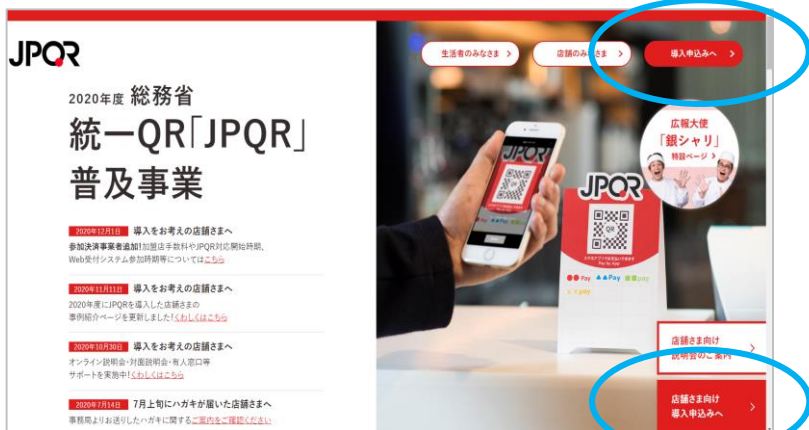 JPQR
生活者のみなさま
店舗のみなさま
導入申込みへ
2020年度 総務省
統一QR「JPQR」
普及事業
広報大使
「銀シャリ」
特設ページ
2020年12月1日 導入をお考えの店舗さまへ
参加決済事業者追加!加盟店手数料やJPQR対応開始時期、
Web受付システム参加時期等についてはこちら
2020年11月11日 導入をお考えの店舗さまへ
2020年度にJPQRを導入した店舗さまの
事例紹介ページを更新しました!くわしくはこちら
2020年10月30日 導入をお考えの店舗さまへ
オンライン説明会・対面説明会・有人窓口等
サポートを実施中!くわしくはこちら
2020年7月14日 7月上旬にハガキが届いた店舗さまへ
事務局よりお送りしたハガキに関するご案内をご確認ください
JPQR
QR
JPQR
QR
Pay by App
Pay Pay pay
pay
店舗さま向け
説明会のご案内
店舗さま向け
導入申込みへ